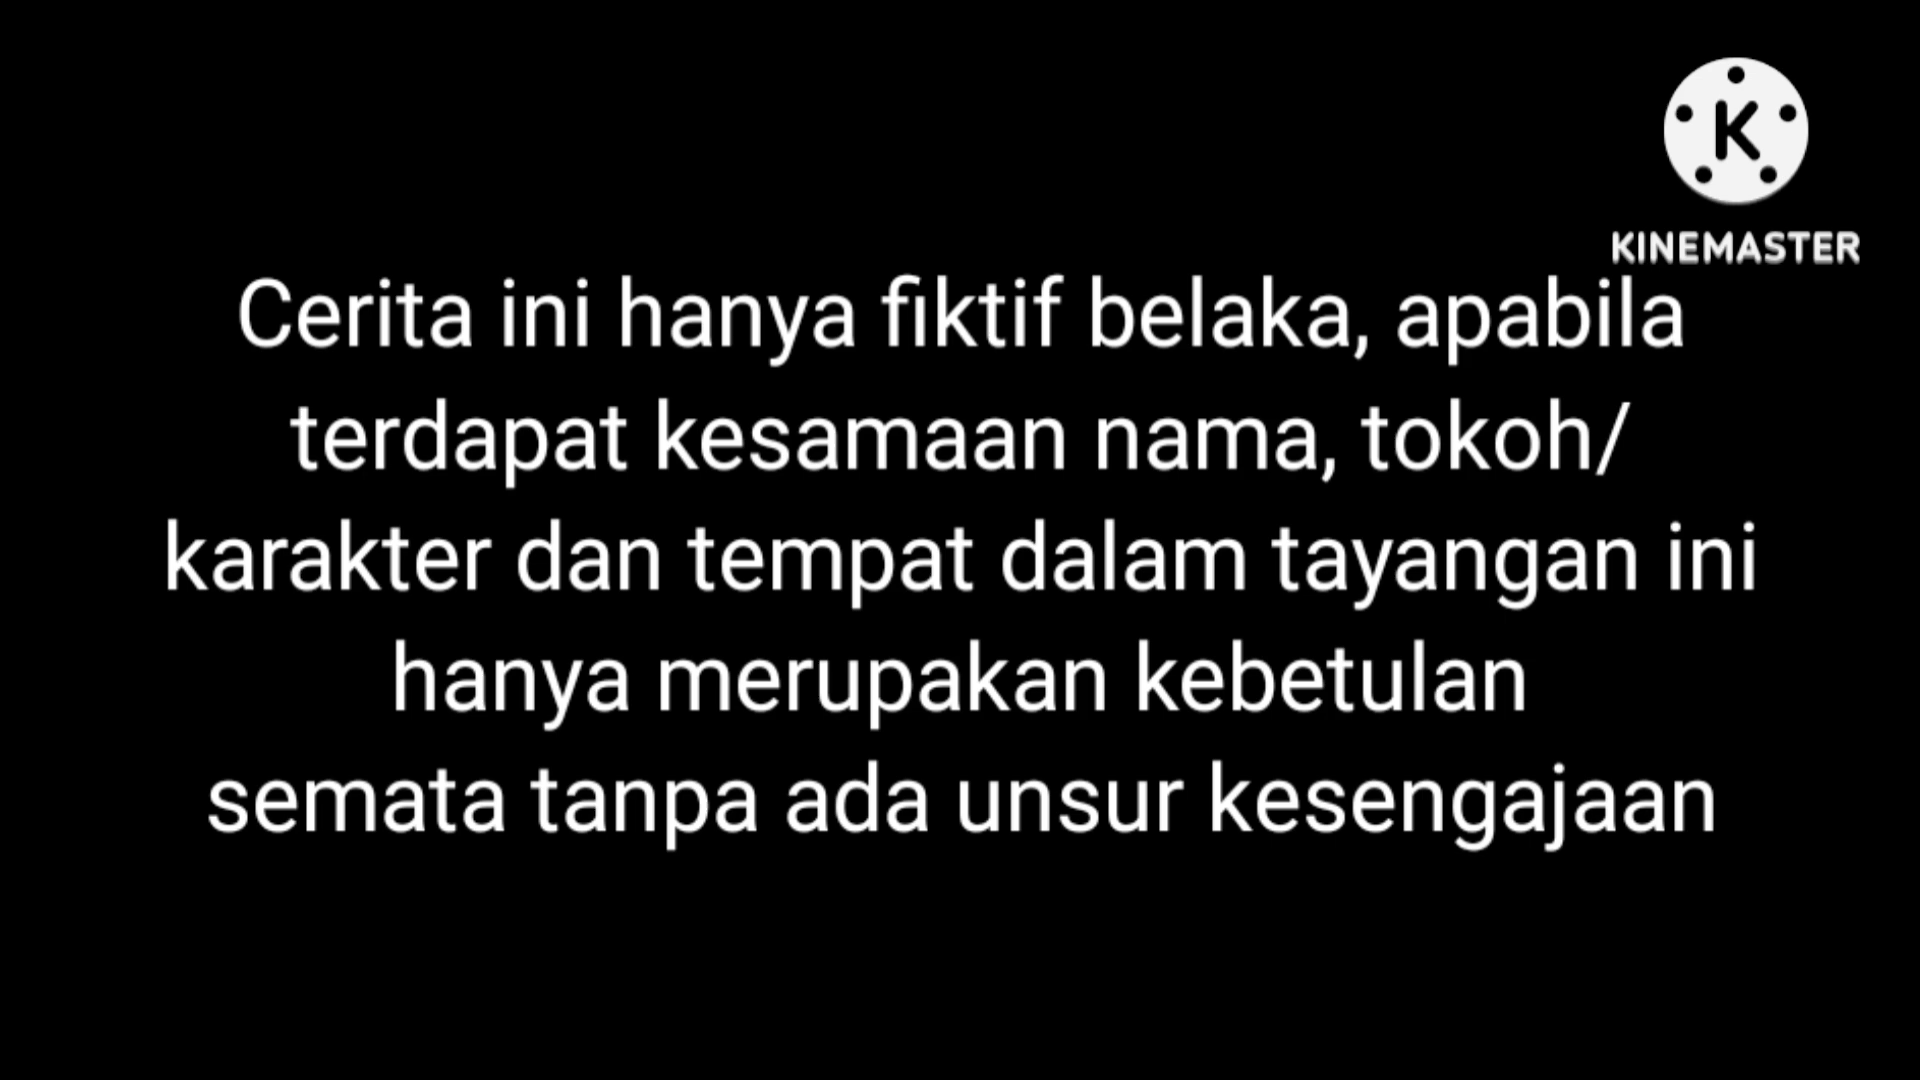 K
KINEMASTER
Cerita ini hanya fiktif belaka, apabila
terdapat kesamaan nama, tokoh/
karakter dan tempat dalam tayangan ini
hanya merupakan kebetulan
semata tanpa ada unsur kesengajaan